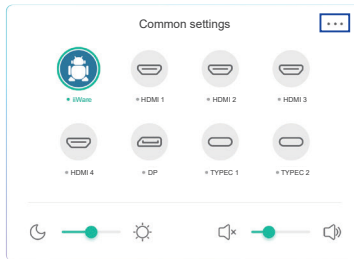 Common settings
iiWare
HDMI 1
HDMI 2
HDMI 3
HDMI 4
DP
TYPEC 1
TYPEC 2